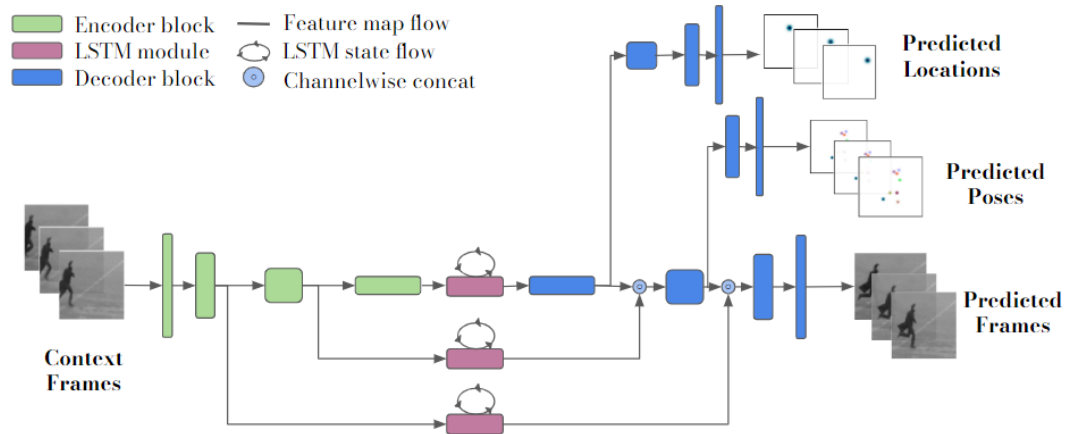 Encoder block
LSTM module
Decoder block
Feature map flow
LSTM state flow
Channelwise concat
Predicted
Locations
Predicted
Poses
Predicted
Frames
Context
Frames